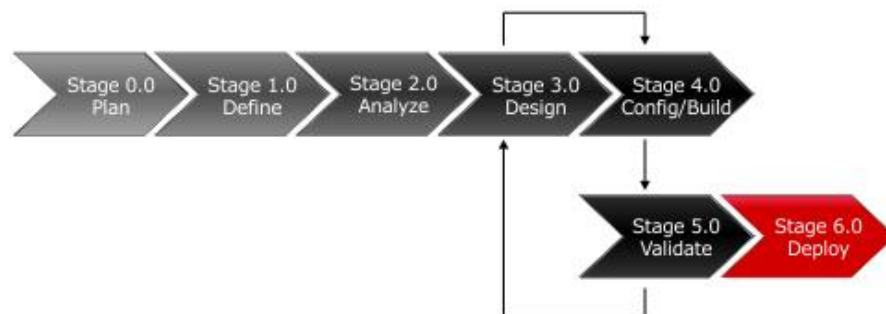 Stage 0.0
Plan
Stage 1.0
Define
Stage 2.0
Analyze
Stage 3.0
Design
Stage 4.0
Config/Build
Stage 5.0
Validate
Stage 6.0
Deploy